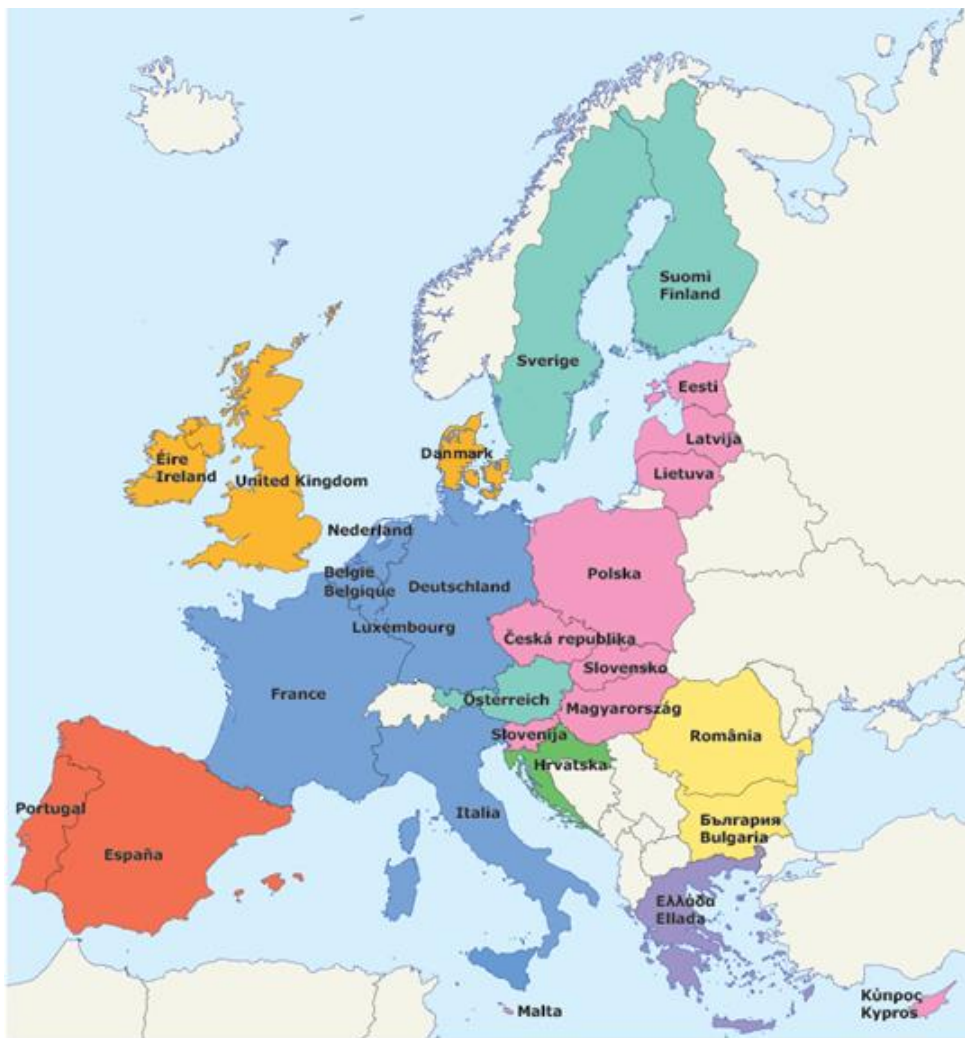 Suomi
Finland
Sverige
Eesti
Latvija
Lietuva
Danmark
Éire
Ireland
United Kingdom
Nederland
België
Belgique
Deutschland
Polska
Luxembourg
Česká republika
Slovensko
France
Österreich
Magyarország
Slovenija
Hrvatska
România
Portugal
España
Italia
България
Bulgaria
Ελλάδα
Ellada
Malta
Κύπρος
Kypros